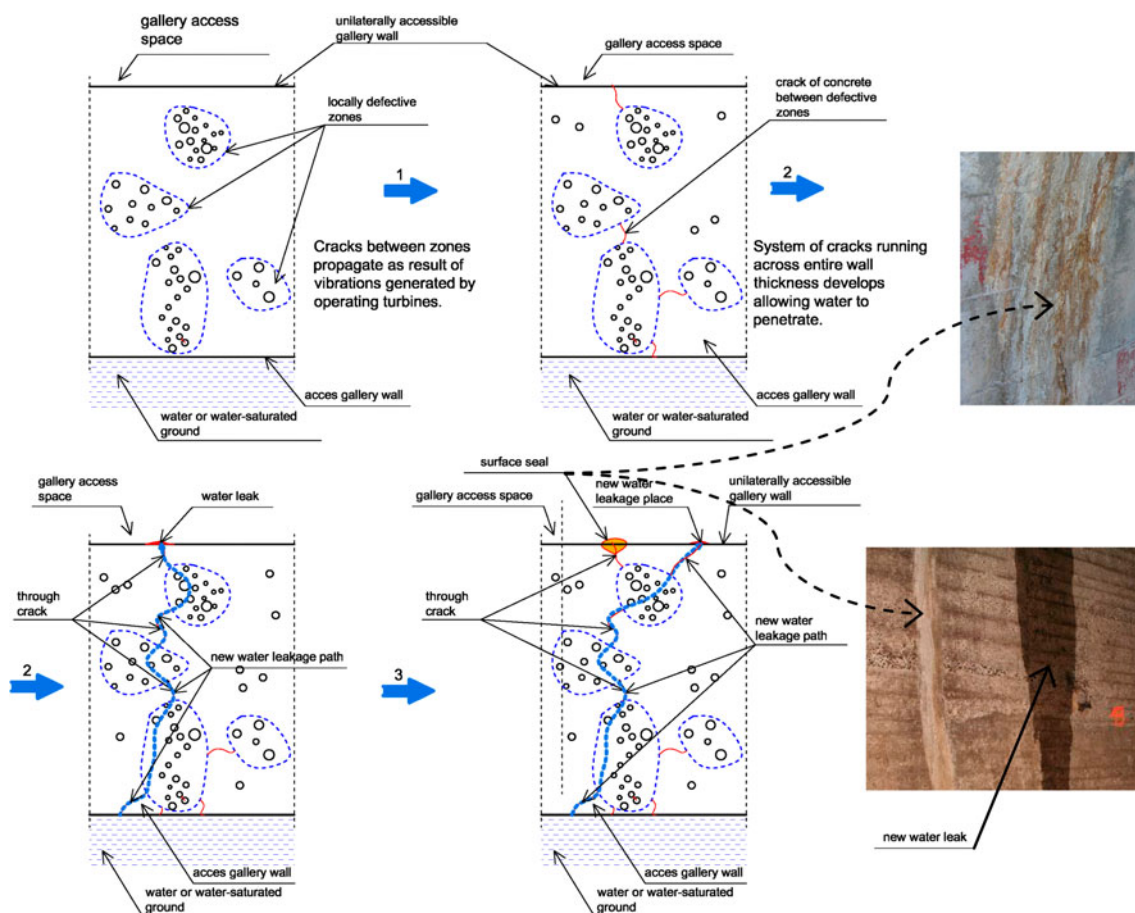 gallery access
space
unilaterally accessible
gallery wall
locally defective
zones
1
Cracks between zones
propagate as result of
vibrations generated by
operating turbines.
acces gallery wall
water or water-saturated
ground
gallery access space
crack of concrete
between defective
zones
2
System of cracks running
across entire wall
thickness develops
allowing water to
penetrate.
acces gallery wall
water or water-saturated
ground
gallery access
space
water leak
through
crack
2
new water leakage path
acces gallery wall
water or water-saturated
ground
surface seal
gallery access space
new water
leakage place
unilaterally accessible
gallery wall
through
crack
3
new water
leakage path
acces gallery wall
water or water-saturated
ground
new water leak